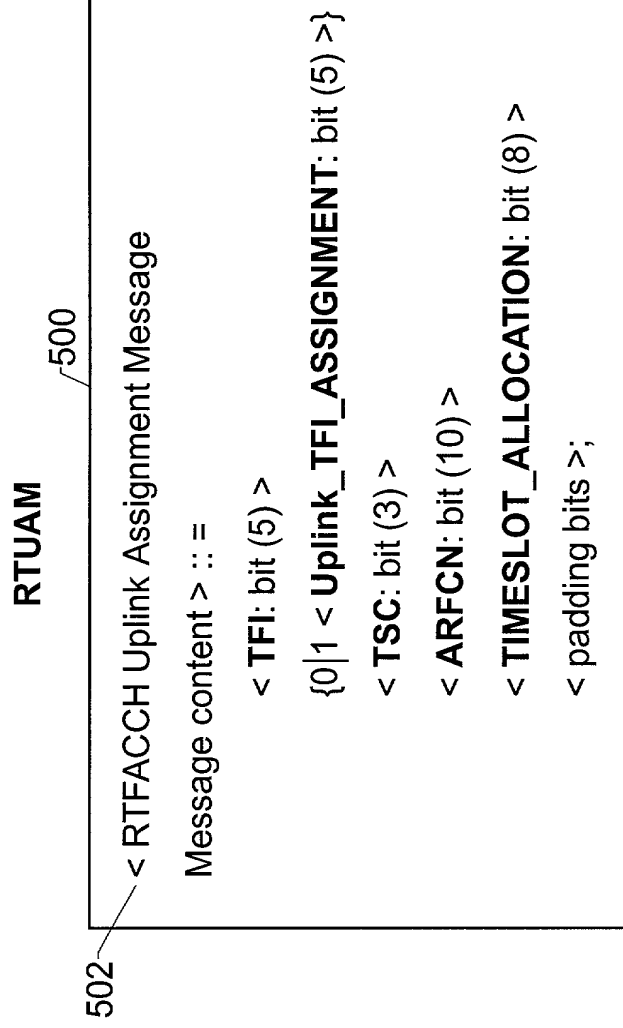 RTUAM
500
502
< RTFACCH Uplink Assignment Message
Message content > :: =
< TFI: bit (5) >
{0|1 < Uplink_TFI_ASSIGNMENT: bit (5) >}
< TSC: bit (3) >
< ARFCN: bit (10) >
< TIMESLOT_ALLOCATION: bit (8) >
< padding bits >;